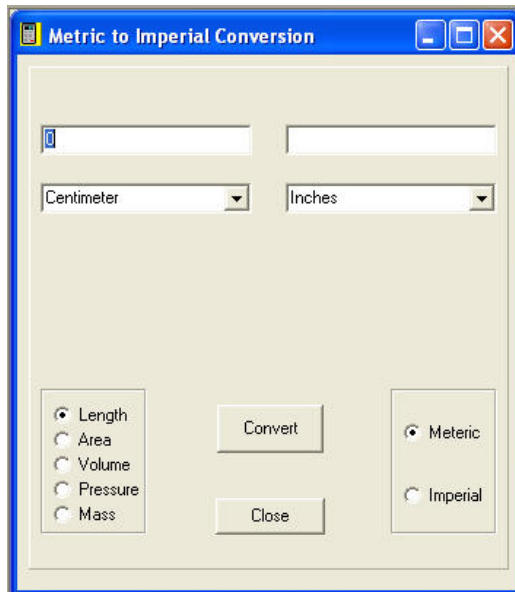 Metric to Imperial Conversion
0
Centimeter Inches
Length
Area
Volume
Pressure
Mass
Convert
Close
Meteric
Imperial